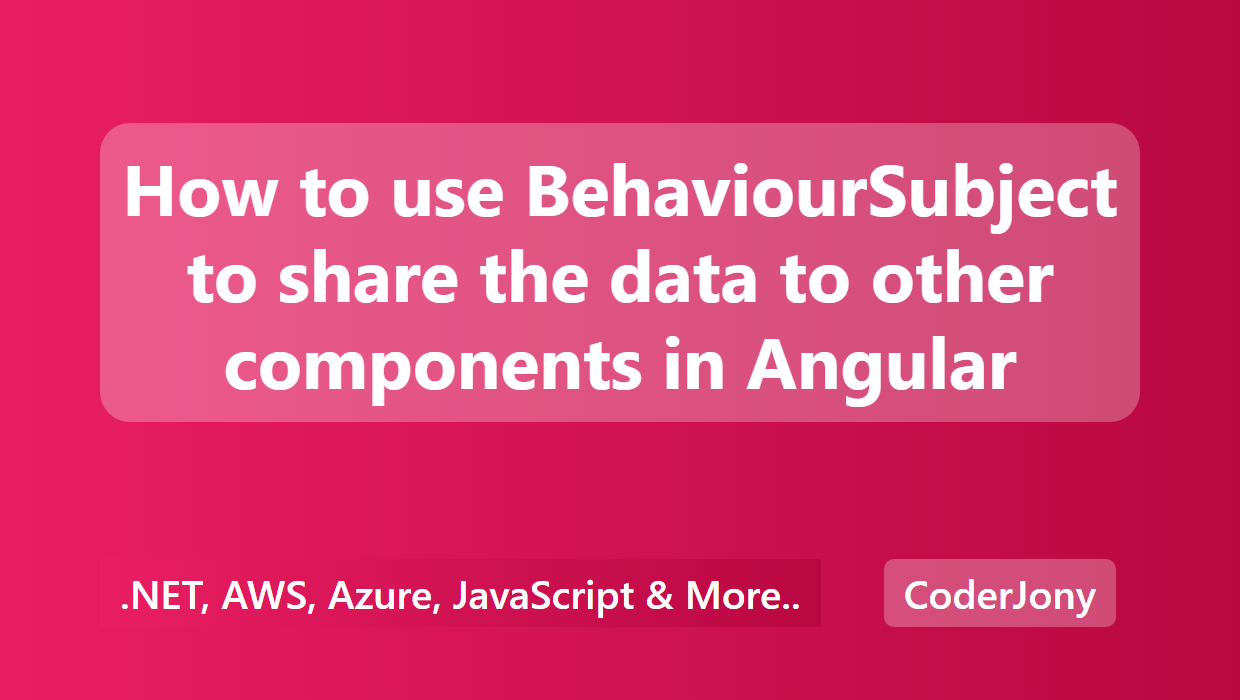 How to use BehaviourSubject
to share the data to other
components in Angular
.NET, AWS, Azure, JavaScript & More..
CoderJony